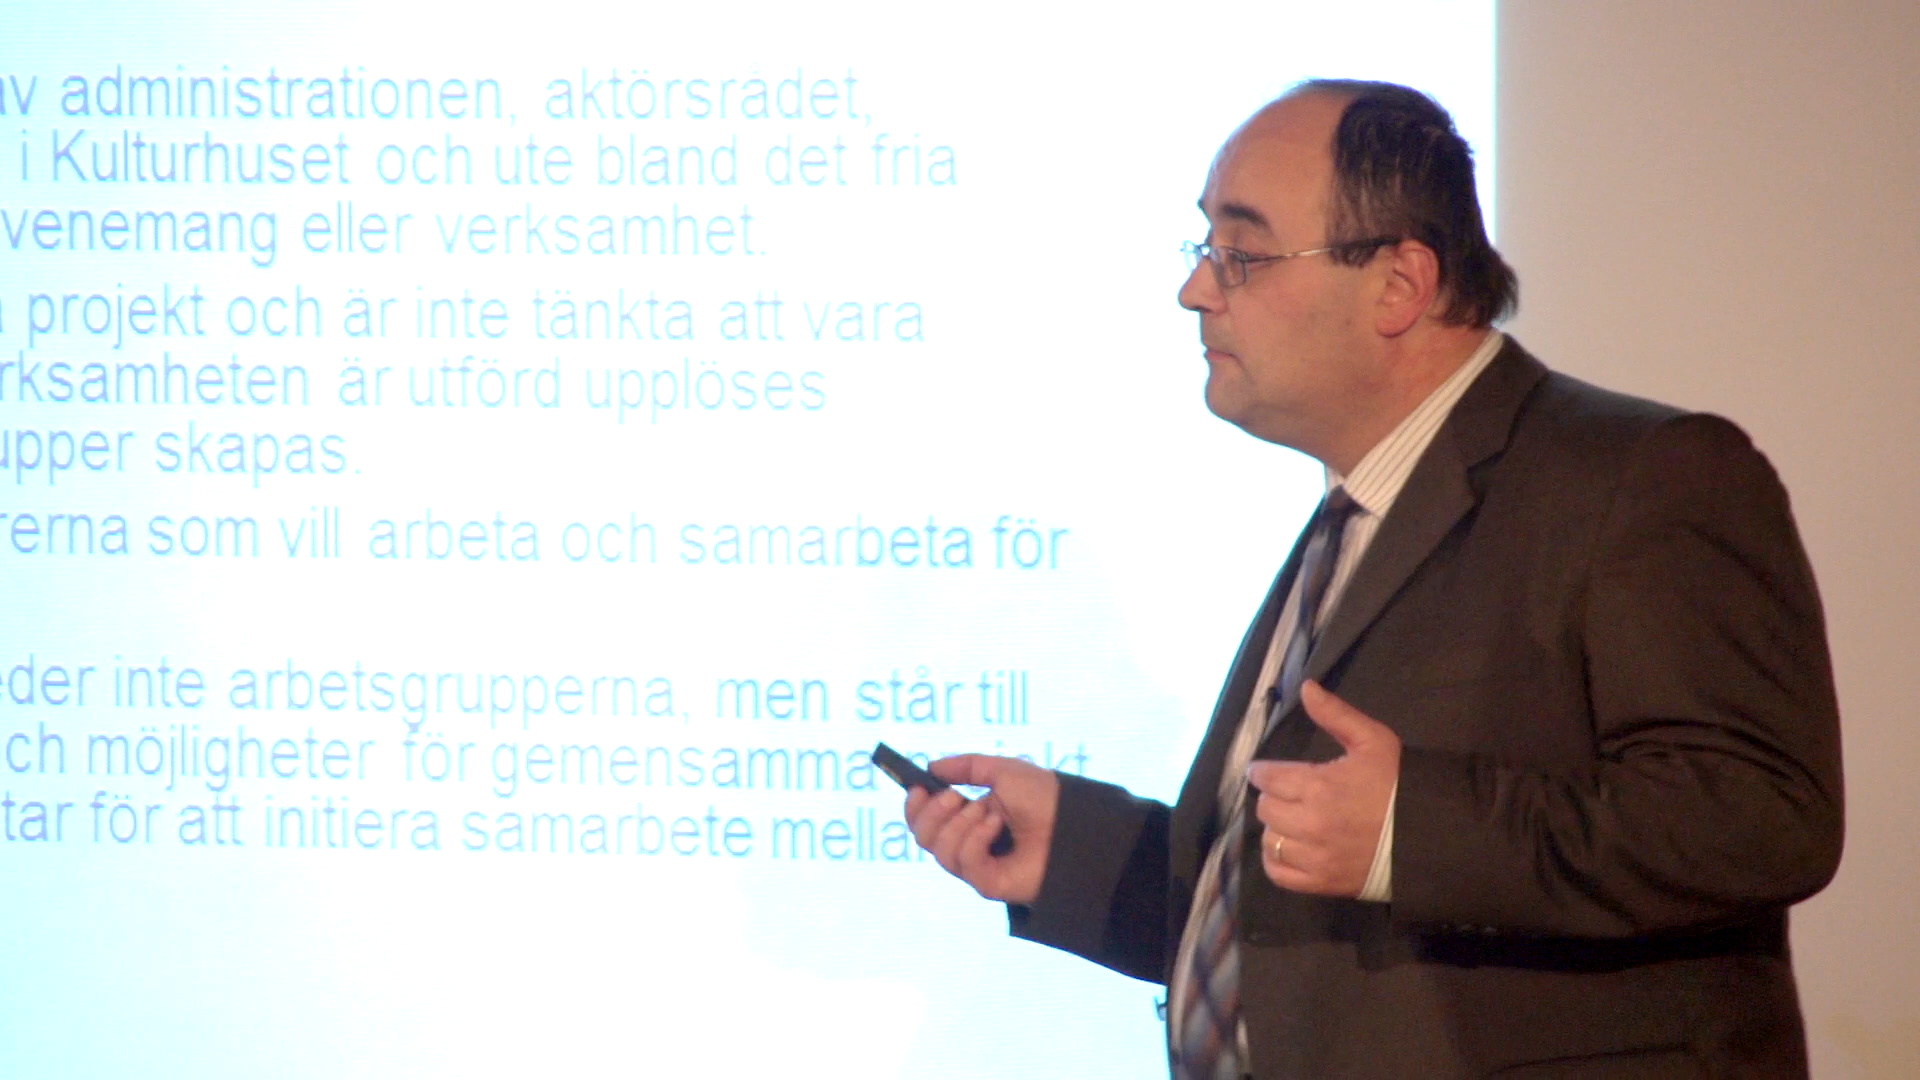 av administrationen, aktörsrådet,
i Kulturhuset och ute bland det fria
venemang eller verksamhet.
projekt och är inte tänkta att vara
rksamheten är utförd upplöses
upper skapas.
rerna som vill arbeta och samarbeta för
eder inte arbetsgrupperna, men står till
och möjligheter för gemensamma
tar för att initiera samarbete mella